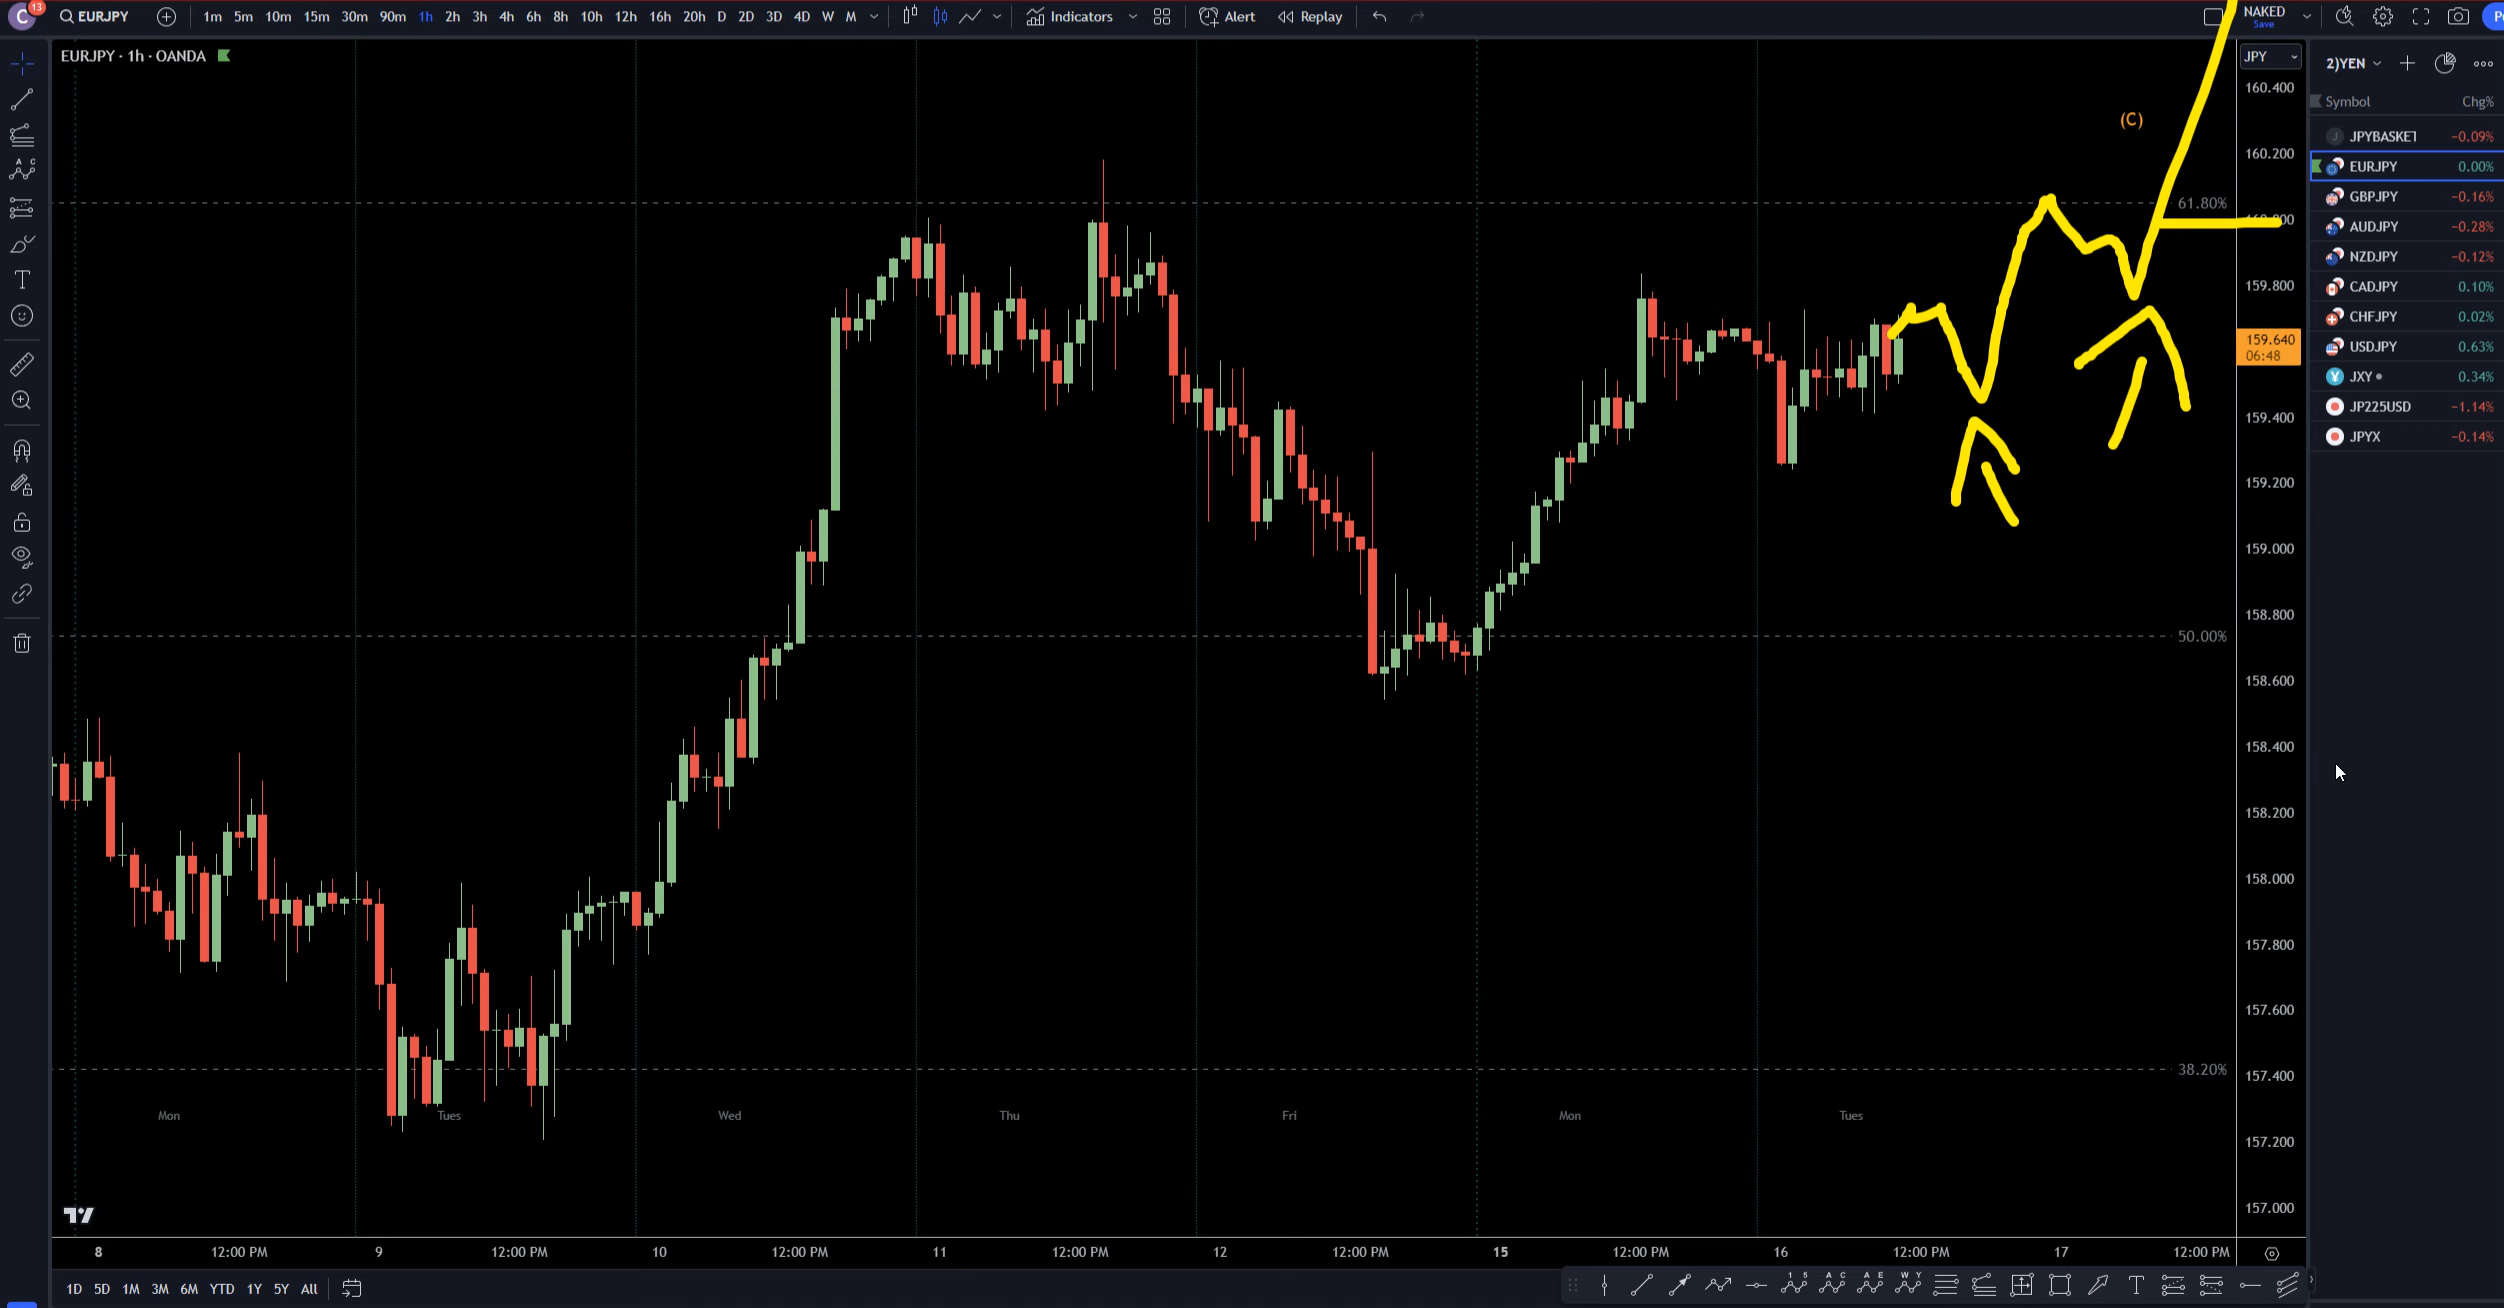 C 13 EURJPY 1m 5m 10m 15m 30m 90m 1h 2h 3h 4h 6h 8h 10h 12h 16h 20h D 2D 3D 4D W M Indicators Alert Replay NAKED
Save
EURJPY · 1h · OANDA
JPY
2)YEN
Symbol Chg%
JPYBASKET −0.09%
EURJPY 0.00%
GBPJPY −0.16%
AUDJPY −0.28%
NZDJPY −0.12%
CADJPY 0.10%
CHFJPY 0.02%
USDJPY 0.63%
JXY 0.34%
JP225USD −1.14%
JPYX −0.14%
(C)
61.80%
50.00%
38.20%
160.400
160.200
159.800
159.640
06:48
159.400
159.200
159.000
158.800
158.600
158.400
158.200
158.000
157.800
157.600
157.400
157.200
157.000
Mon Tues Wed Thu Fri Mon Tues
8 12:00 PM 9 12:00 PM 10 12:00 PM 11 12:00 PM 12 12:00 PM 15 12:00 PM 16 12:00 PM 17 12:00 PM
1D 5D 1M 3M 6M YTD 1Y 5Y All